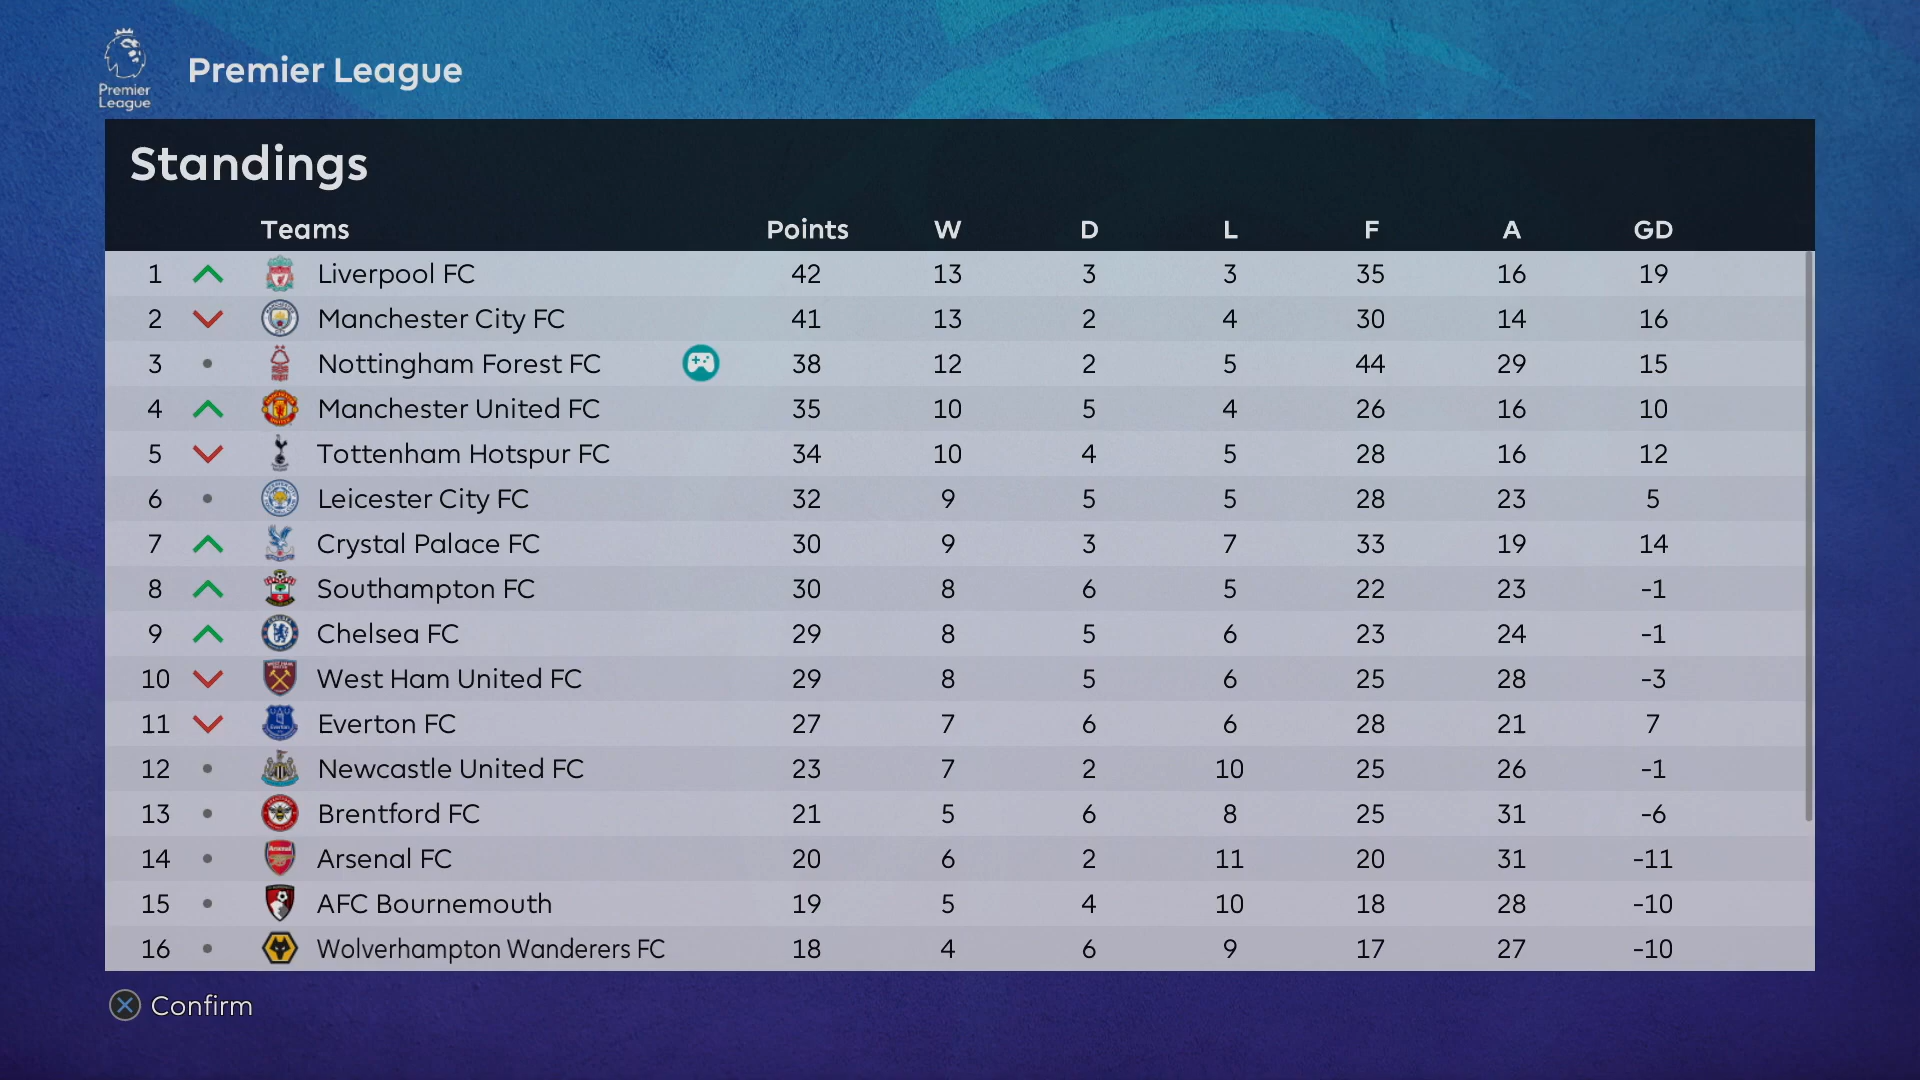 Premier League
Premier
League
Standings
Teams Points W D L F A GD
1 Liverpool FC 42 13 3 3 35 16 19
2 Manchester City FC 41 13 2 4 30 14 16
3 Nottingham Forest FC 38 12 2 5 44 29 15
4 Manchester United FC 35 10 5 4 26 16 10
5 Tottenham Hotspur FC 34 10 4 5 28 16 12
6 Leicester City FC 32 9 5 5 28 23 5
7 Crystal Palace FC 30 9 3 7 33 19 14
8 Southampton FC 30 8 6 5 22 23 -1
9 Chelsea FC 29 8 5 6 23 24 -1
10 West Ham United FC 29 8 5 6 25 28 -3
11 Everton FC 27 7 6 6 28 21 7
12 Newcastle United FC 23 7 2 10 25 26 -1
13 Brentford FC 21 5 6 8 25 31 -6
14 Arsenal FC 20 6 2 11 20 31 -11
15 AFC Bournemouth 19 5 4 10 18 28 -10
16 Wolverhampton Wanderers FC 18 4 6 9 17 27 -10
Confirm